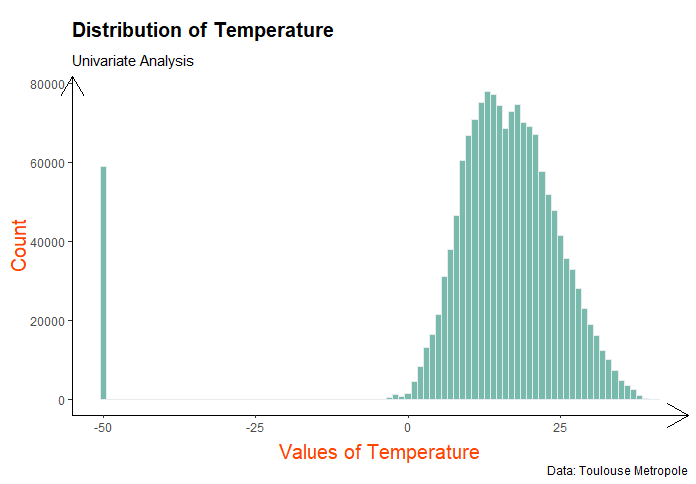 Distribution of Temperature
Univariate Analysis
80000
60000
40000
20000
0
Count
-50
-25
0
25
Values of Temperature
Data: Toulouse Metropole